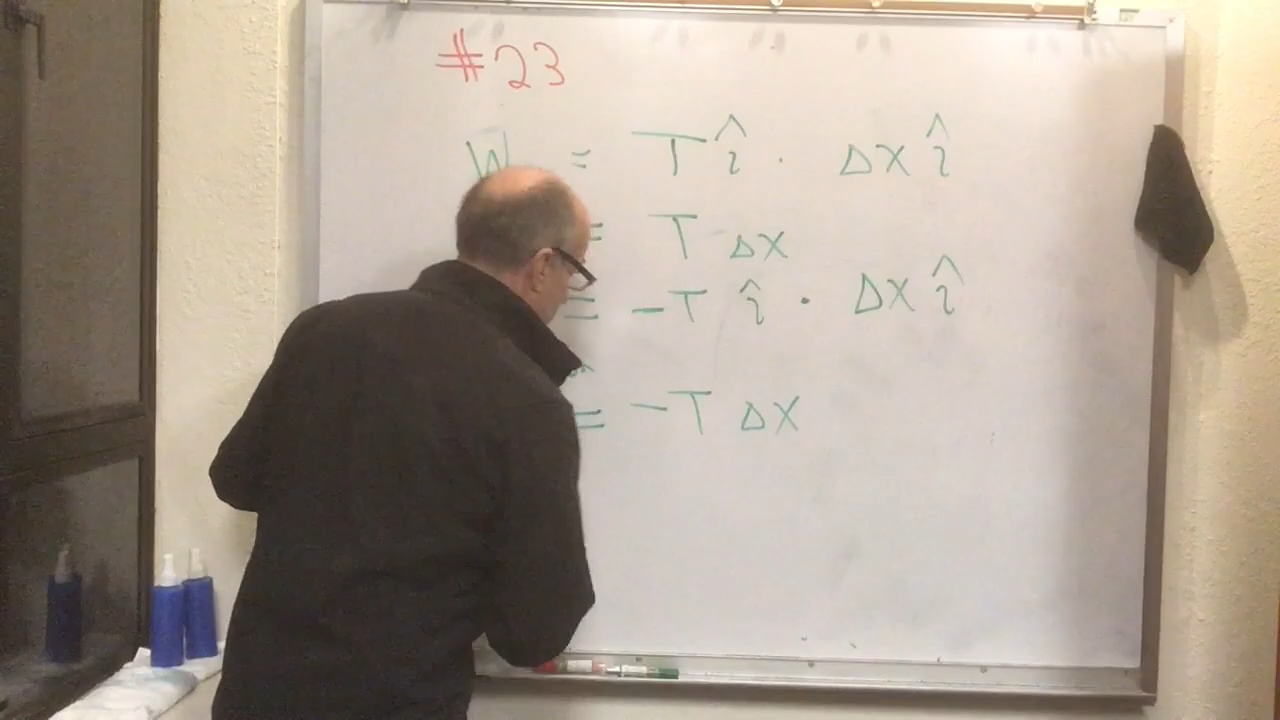 #23
W = T î · Δx î
= T Δx
= -T î · Δx î
= -T Δx